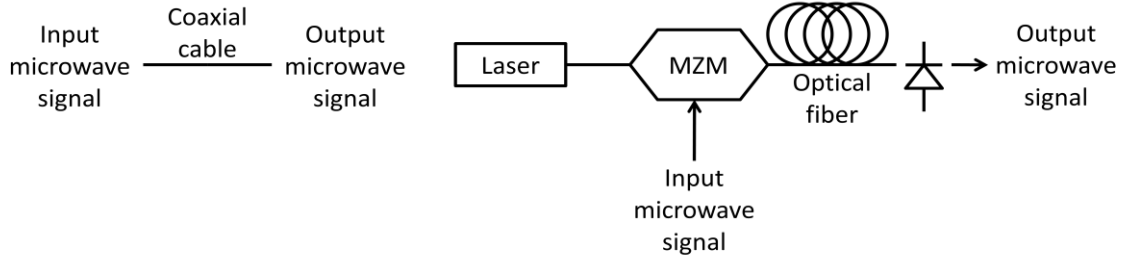 Input
microwave
signal
Coaxial
cable
Output
microwave
signal
Laser
MZM
Optical
fiber
Output
microwave
signal
Input
microwave
signal